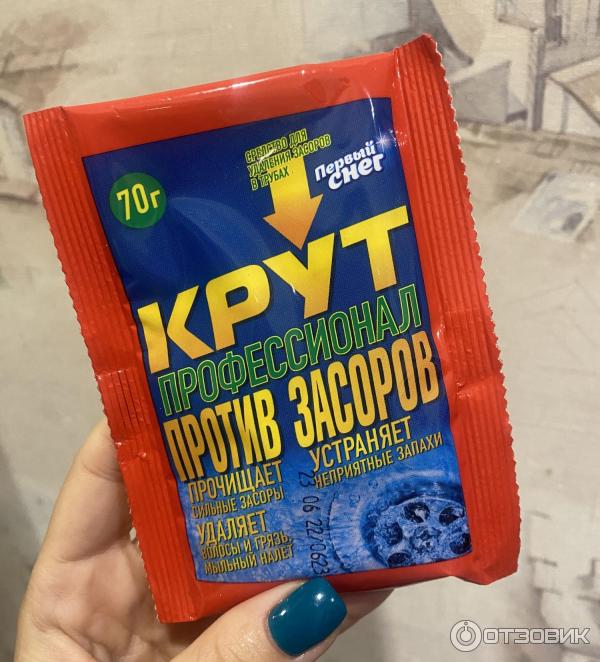 СРЕДСТВО ДЛЯ
УДАЛЕНИЯ ЗАСОРОВ
В ТРУБАХ
Первый
снег
70г
КРУТ
ПРОФЕССИОНАЛ
ПРОТИВ ЗАСОРОВ
ПРОЧИЩАЕТ
СИЛЬНЫЕ ЗАСОРЫ
УСТРАНЯЕТ
НЕПРИЯТНЫЕ ЗАПАХИ
УДАЛЯЕТ
ВОЛОСЫ И ГРЯЗЬ,
МЫЛЬНЫЙ НАЛЕТ
ОТЗОВИК